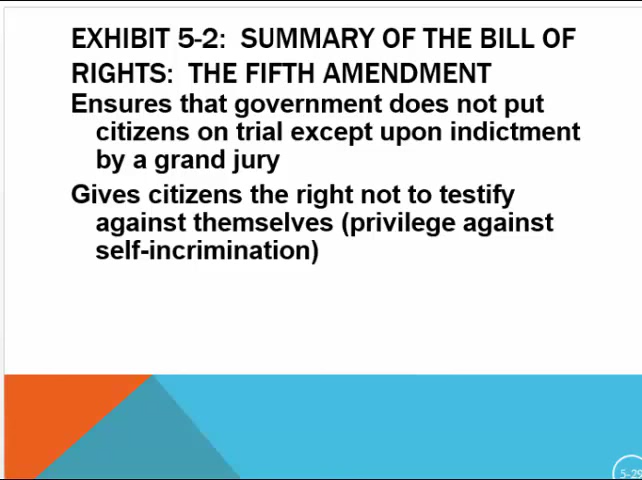 EXHIBIT 5-2:  SUMMARY OF THE BILL OF
RIGHTS:  THE FIFTH AMENDMENT
Ensures that government does not put
citizens on trial except upon indictment
by a grand jury
Gives citizens the right not to testify
against themselves (privilege against
self-incrimination)
5-29